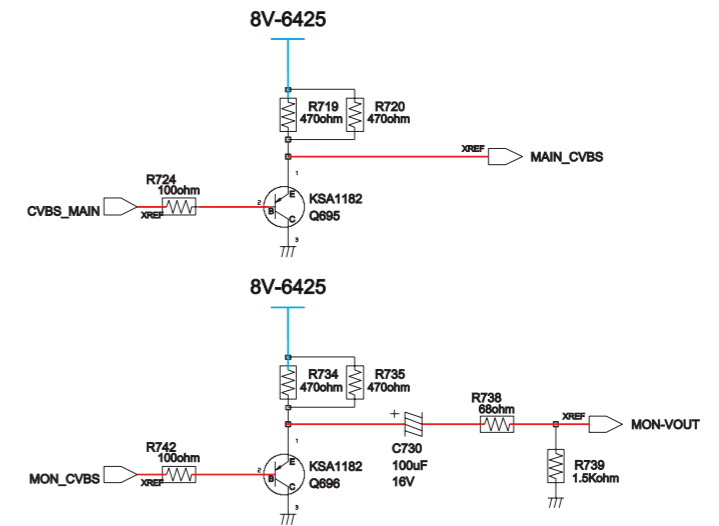 8V-6425
R719
470ohm
R720
470ohm
XREF
MAIN_CVBS
R724
100ohm
1
CVBS_MAIN
XREF
2
B
E
C
KSA1182
Q695
3
8V-6425
R734
470ohm
R735
470ohm
R738
68ohm
XREF
MON-VOUT
+
C730
100uF
16V
R742
100ohm
1
MON_CVBS
XREF
2
B
E
C
KSA1182
Q696
R739
1.5Kohm
3